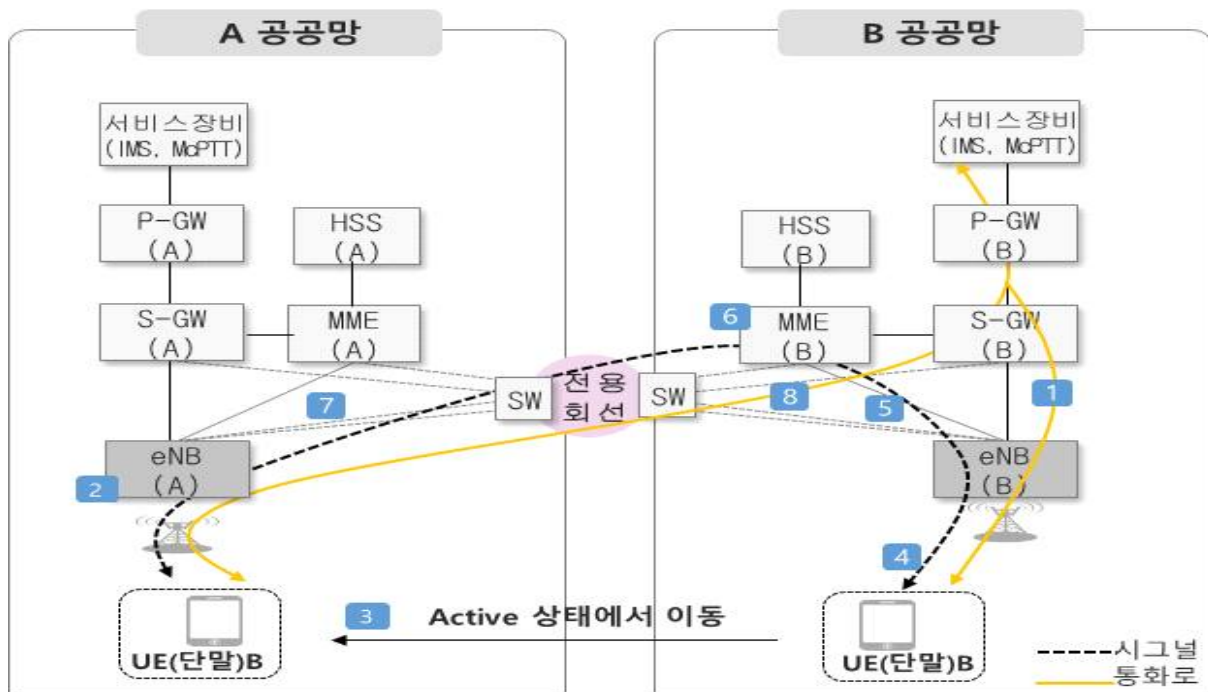 A 공공망
서비스장비
(IMS, McPTT)
P-GW
(A)
HSS
(A)
S-GW
(A)
MME
(A)
7
SW
eNB
(A)
2
UE(단말)B
전용
회선
3
Active 상태에서 이동
B 공공망
서비스장비
(IMS, McPTT)
HSS
(B)
P-GW
(B)
6
MME
(B)
S-GW
(B)
SW
8
5
1
eNB
(B)
4
UE(단말)B
시그널
통화로